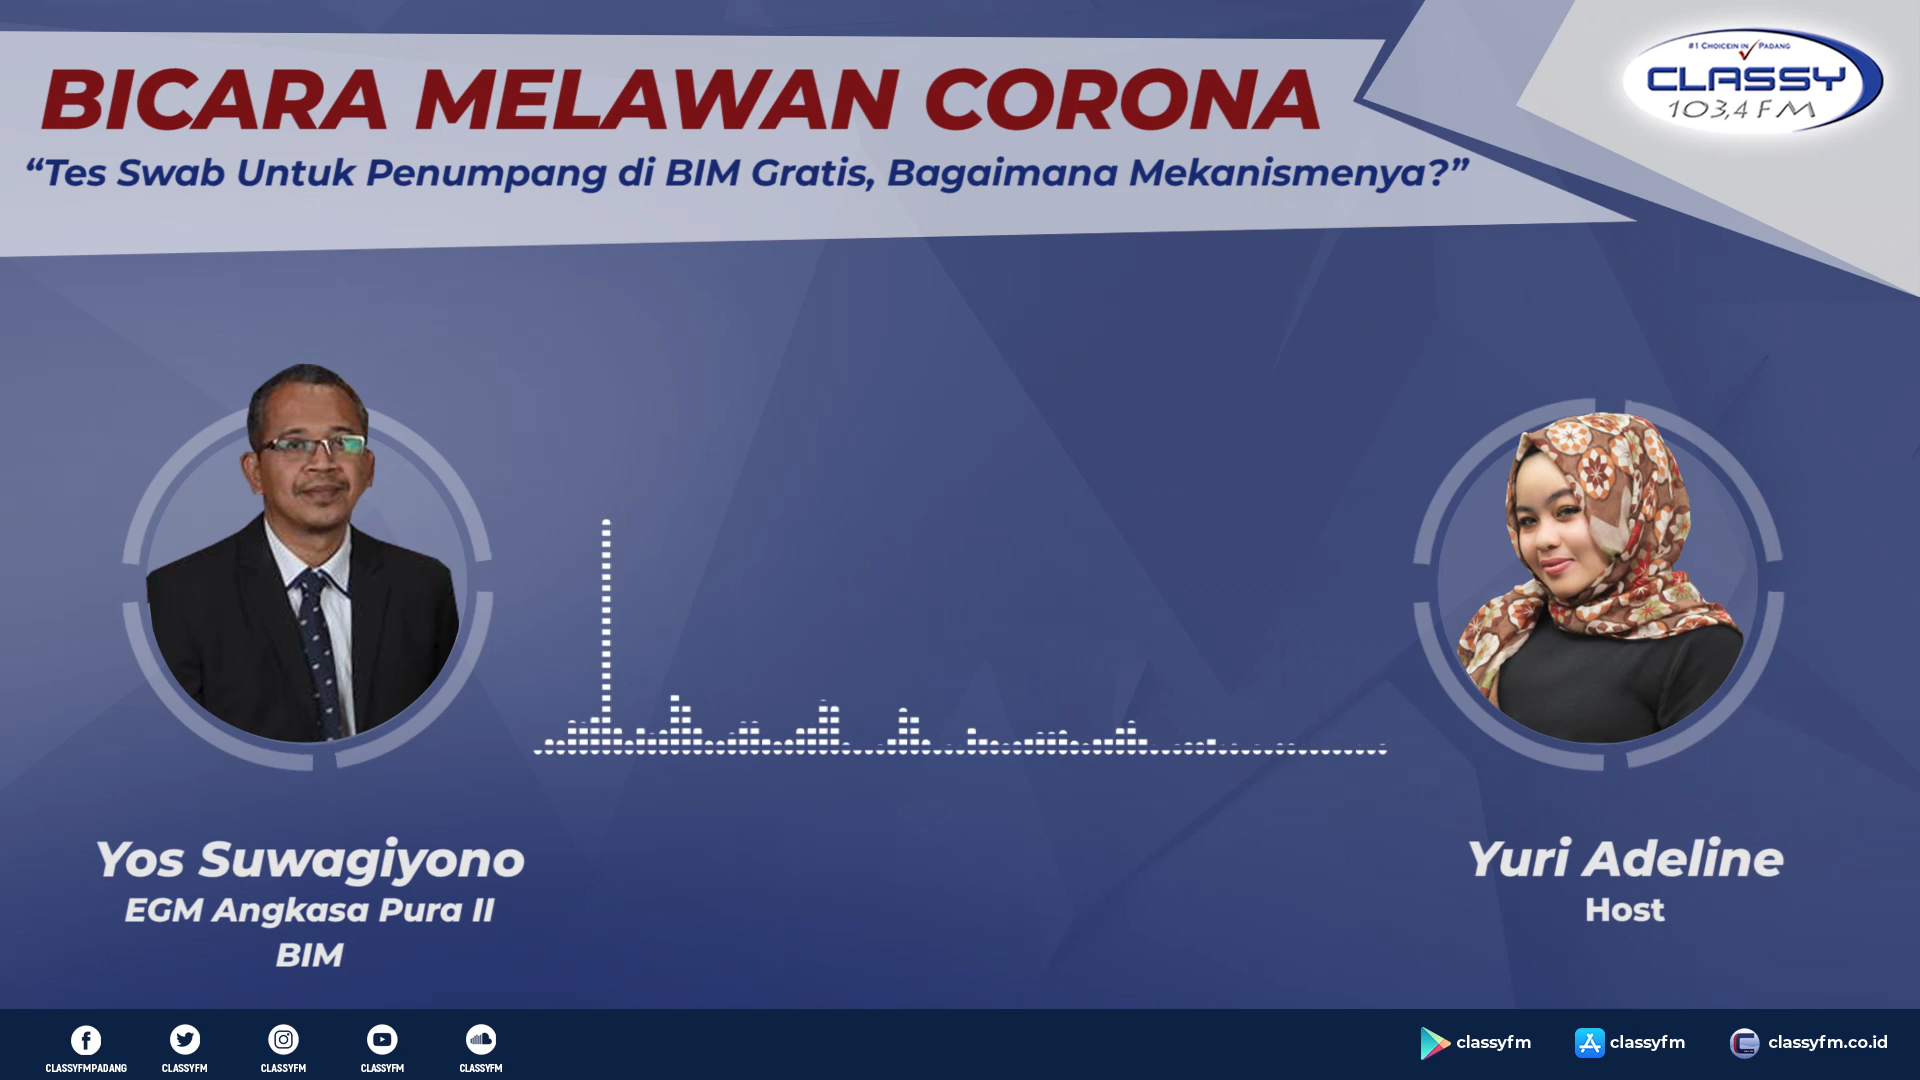 BICARA MELAWAN CORONA
“Tes Swab Untuk Penumpang di BIM Gratis, Bagaimana Mekanismenya?”
#1 CHOICEIN IN PADANG
CLASSY
103,4 FM
Yos Suwagiyono
EGM Angkasa Pura II
BIM
Yuri Adeline
Host
CLASSYFMPADANG
CLASSYFM
CLASSYFM
CLASSYFM
CLASSYFM
classyfm
classyfm
classyfm.co.id